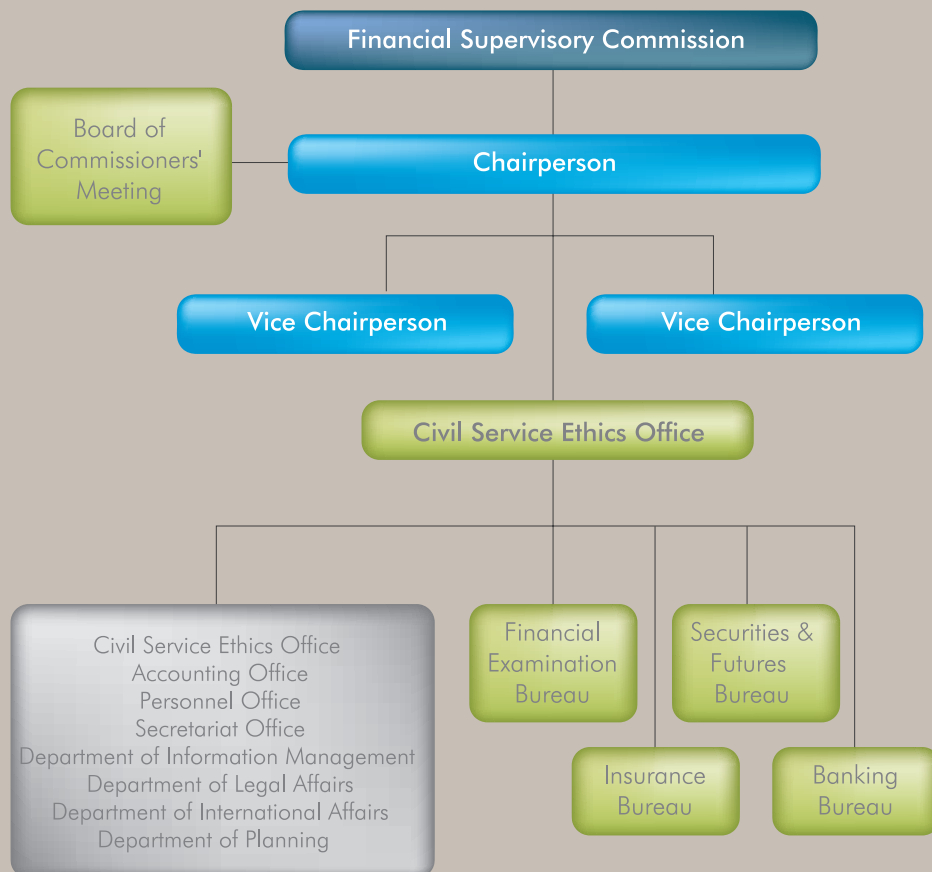 Financial Supervisory Commission
Board of
Commissioners'
Meeting
Chairperson
Vice Chairperson
Vice Chairperson
Civil Service Ethics Office
Civil Service Ethics Office
Accounting Office
Personnel Office
Secretariat Office
Department of Information Management
Department of Legal Affairs
Department of International Affairs
Department of Planning
Financial
Examination
Bureau
Securities &
Futures
Bureau
Insurance
Bureau
Banking
Bureau